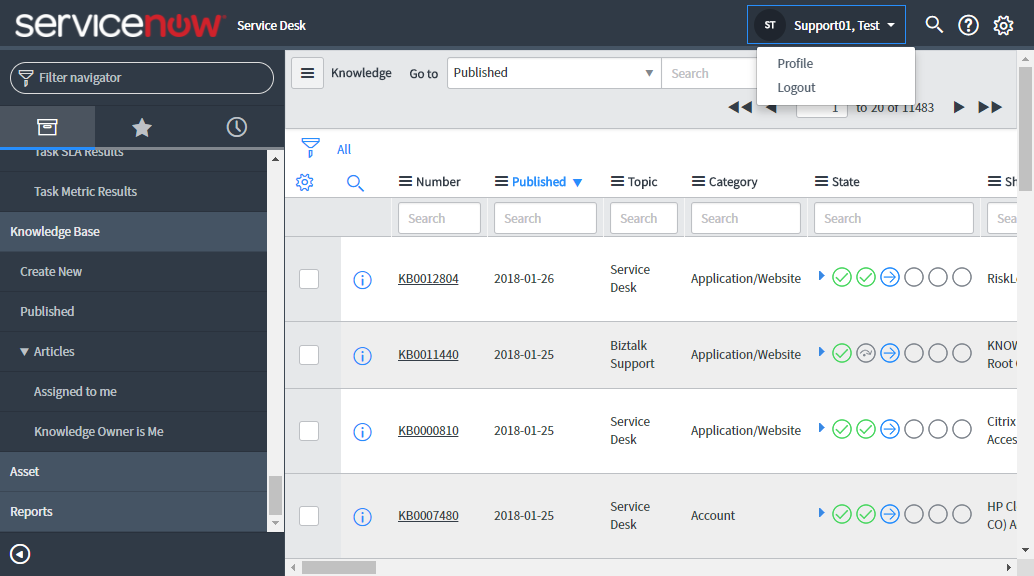 servicenow Service Desk
ST Support01, Test
Profile
Logout
Filter navigator
Task SLA Results
Task Metric Results
Knowledge Base
Create New
Published
Articles
Assigned to me
Knowledge Owner is Me
Asset
Reports
Knowledge Go to Published Search
1 to 20 of 11483
All
Number Published Topic Category State Sh
Search Search Search Search Search Sea
KB0012804 2018-01-26 Service Desk Application/Website RiskL
KB0011440 2018-01-25 Biztalk Support Application/Website KNOW Root
KB0000810 2018-01-25 Service Desk Application/Website Citrix Acces
KB0007480 2018-01-25 Service Desk Account HP Cl CO) A